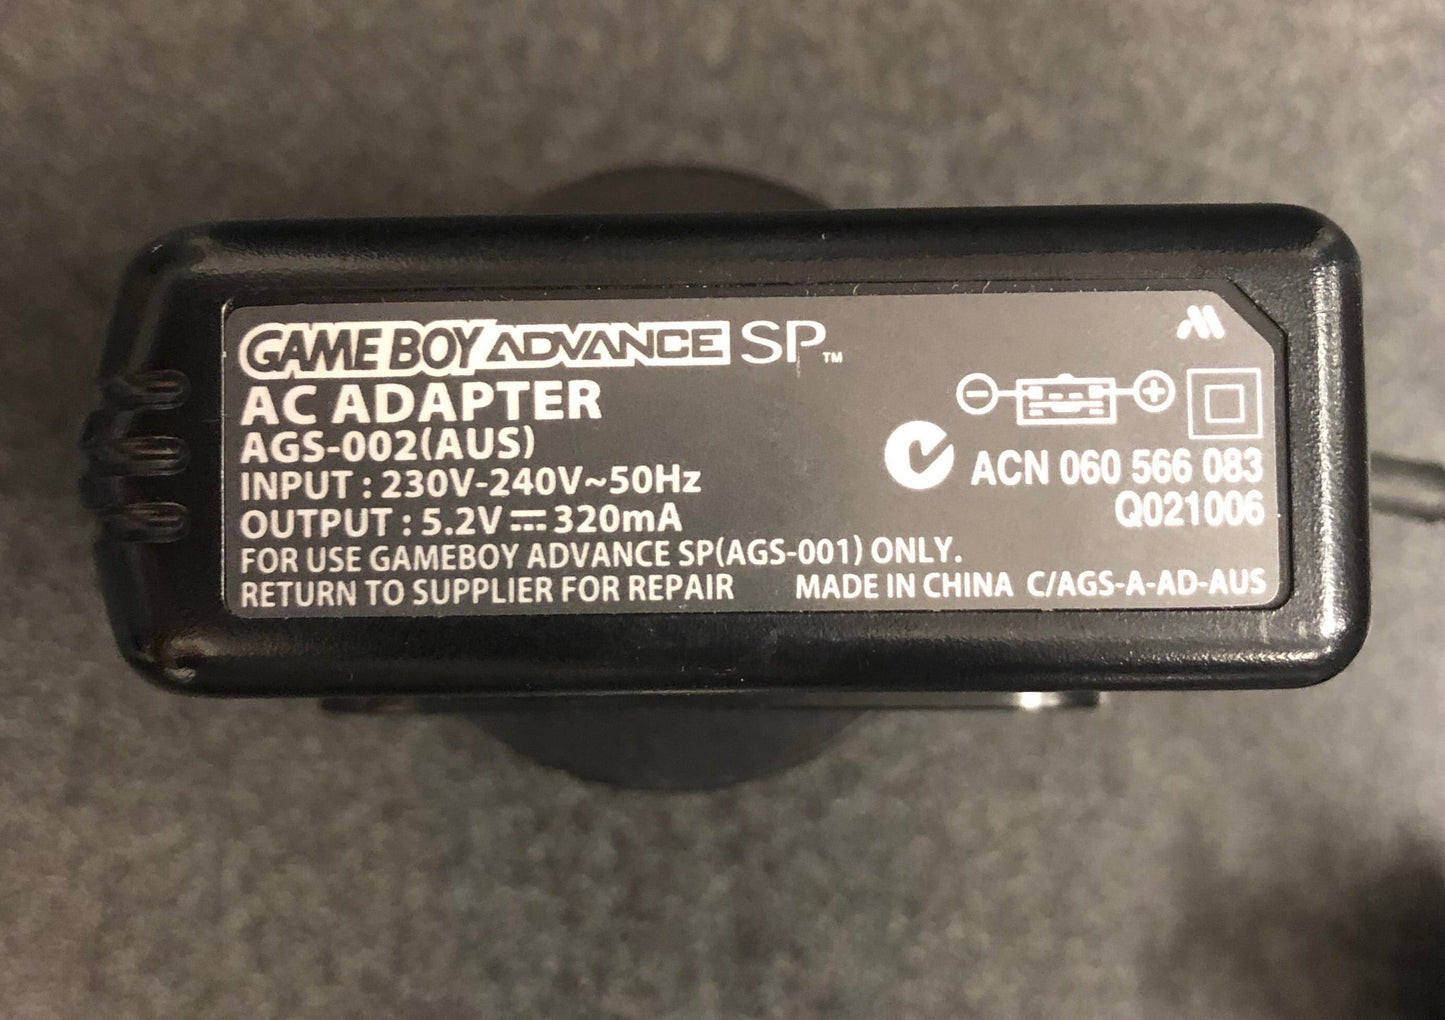 GAME BOY ADVANCE SP™
AC ADAPTER
AGS-002(AUS)
INPUT : 230V-240V~50Hz
OUTPUT : 5.2V⎓320mA
ACN 060 566 083
Q021006
FOR USE GAMEBOY ADVANCE SP(AGS-001) ONLY.
RETURN TO SUPPLIER FOR REPAIR MADE IN CHINA C/AGS-A-AD-AUS